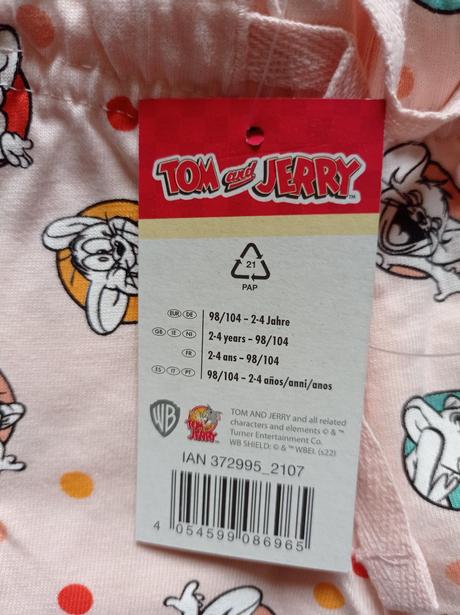 TOM and JERRY™
21
PAP
EUR DE 98/104 - 2-4 Jahre
GB IE NI 2-4 years - 98/104
FR 2-4 ans - 98/104
ES IT PT 98/104 - 2-4 años/anni/anos
WB
TOM and JERRY
TOM AND JERRY and all related
characters and elements © & ™
Turner Entertainment Co.
WB SHIELD: © & ™ WBEI. (s22)
IAN 372995_2107
4 054599 086965